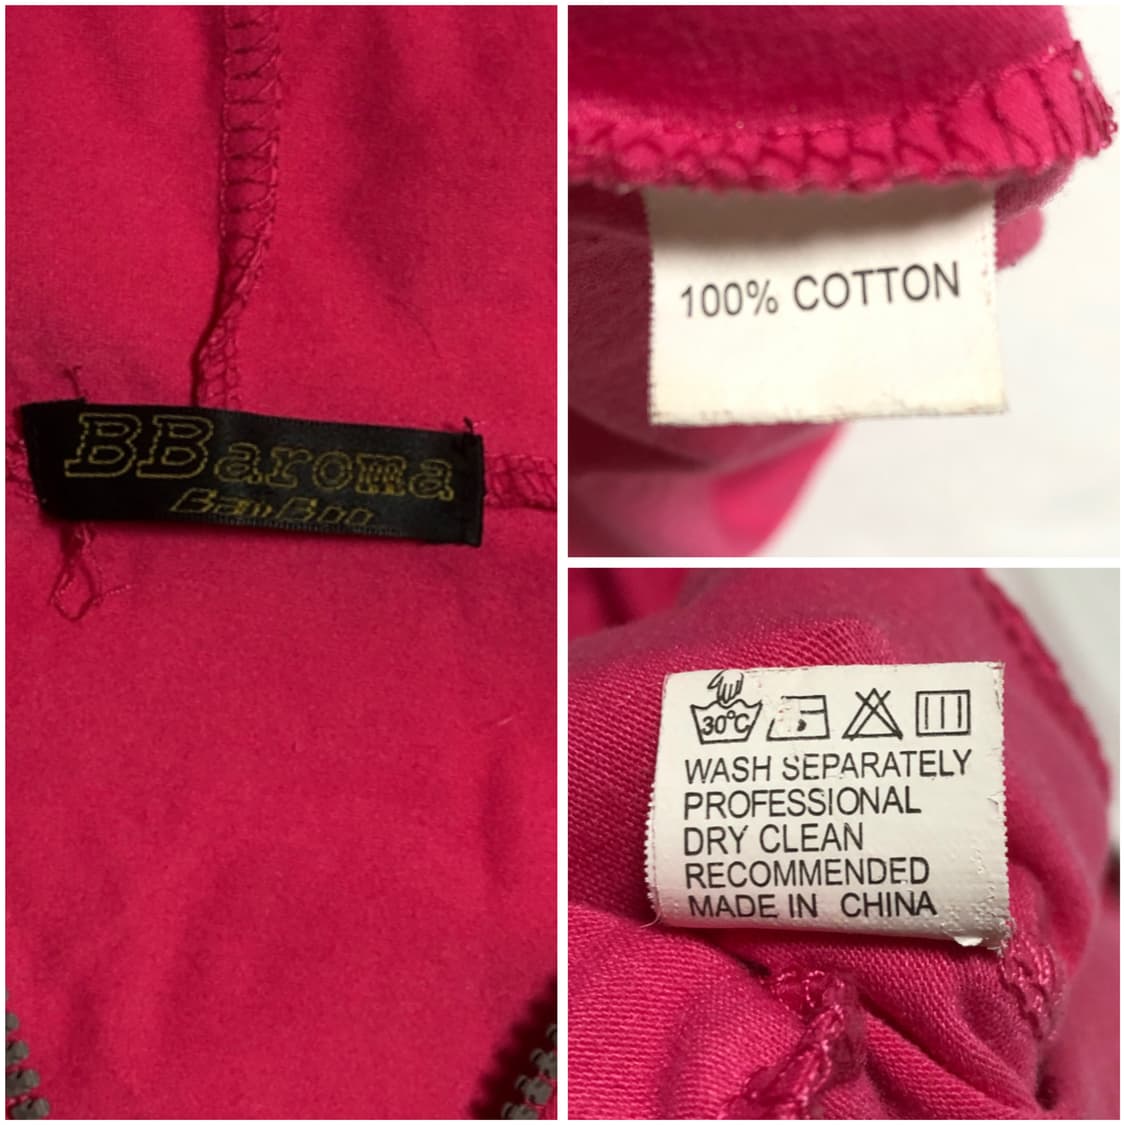 BBaroma
100% COTTON
30°C
WASH SEPARATELY
PROFESSIONAL
DRY CLEAN
RECOMMENDED
MADE IN CHINA